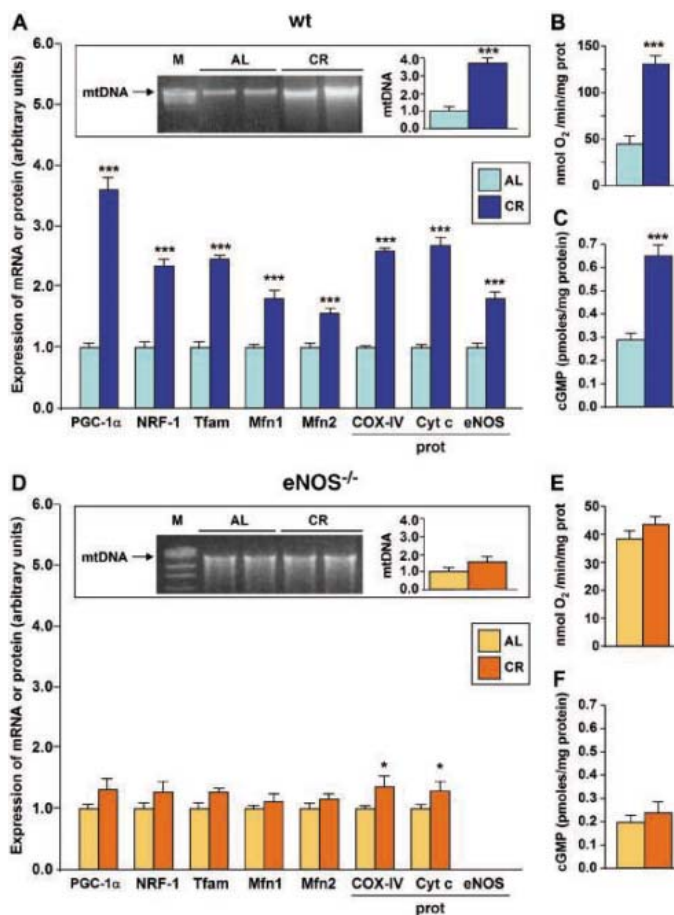 A wt
Expression of mRNA or protein (arbitrary units)
6.0
5.0
4.0
3.0
2.0
1.0
0.0
M AL CR
mtDNA
mtDNA
4.0
3.0
2.0
1.0
***
AL
CR
*** *** *** *** *** *** *** ***
PGC-1α NRF-1 Tfam Mfn1 Mfn2 COX-IV Cyt c eNOS
prot
B
nmol O2 /min/mg prot
150
100
50
0
***
C
cGMP (pmoles/mg protein)
0.7
0.6
0.5
0.4
0.3
0.2
0.1
0.0
***
D eNOS-/-
Expression of mRNA or protein (arbitrary units)
6.0
5.0
4.0
3.0
2.0
1.0
0.0
M AL CR
mtDNA
mtDNA
4.0
3.0
2.0
1.0
0.0
AL
CR
* *
PGC-1α NRF-1 Tfam Mfn1 Mfn2 COX-IV Cyt c eNOS
prot
E
nmol O2 /min/mg prot
50
40
30
20
10
0
F
cGMP (pmoles/mg protein)
0.7
0.6
0.5
0.4
0.3
0.2
0.1
0.0